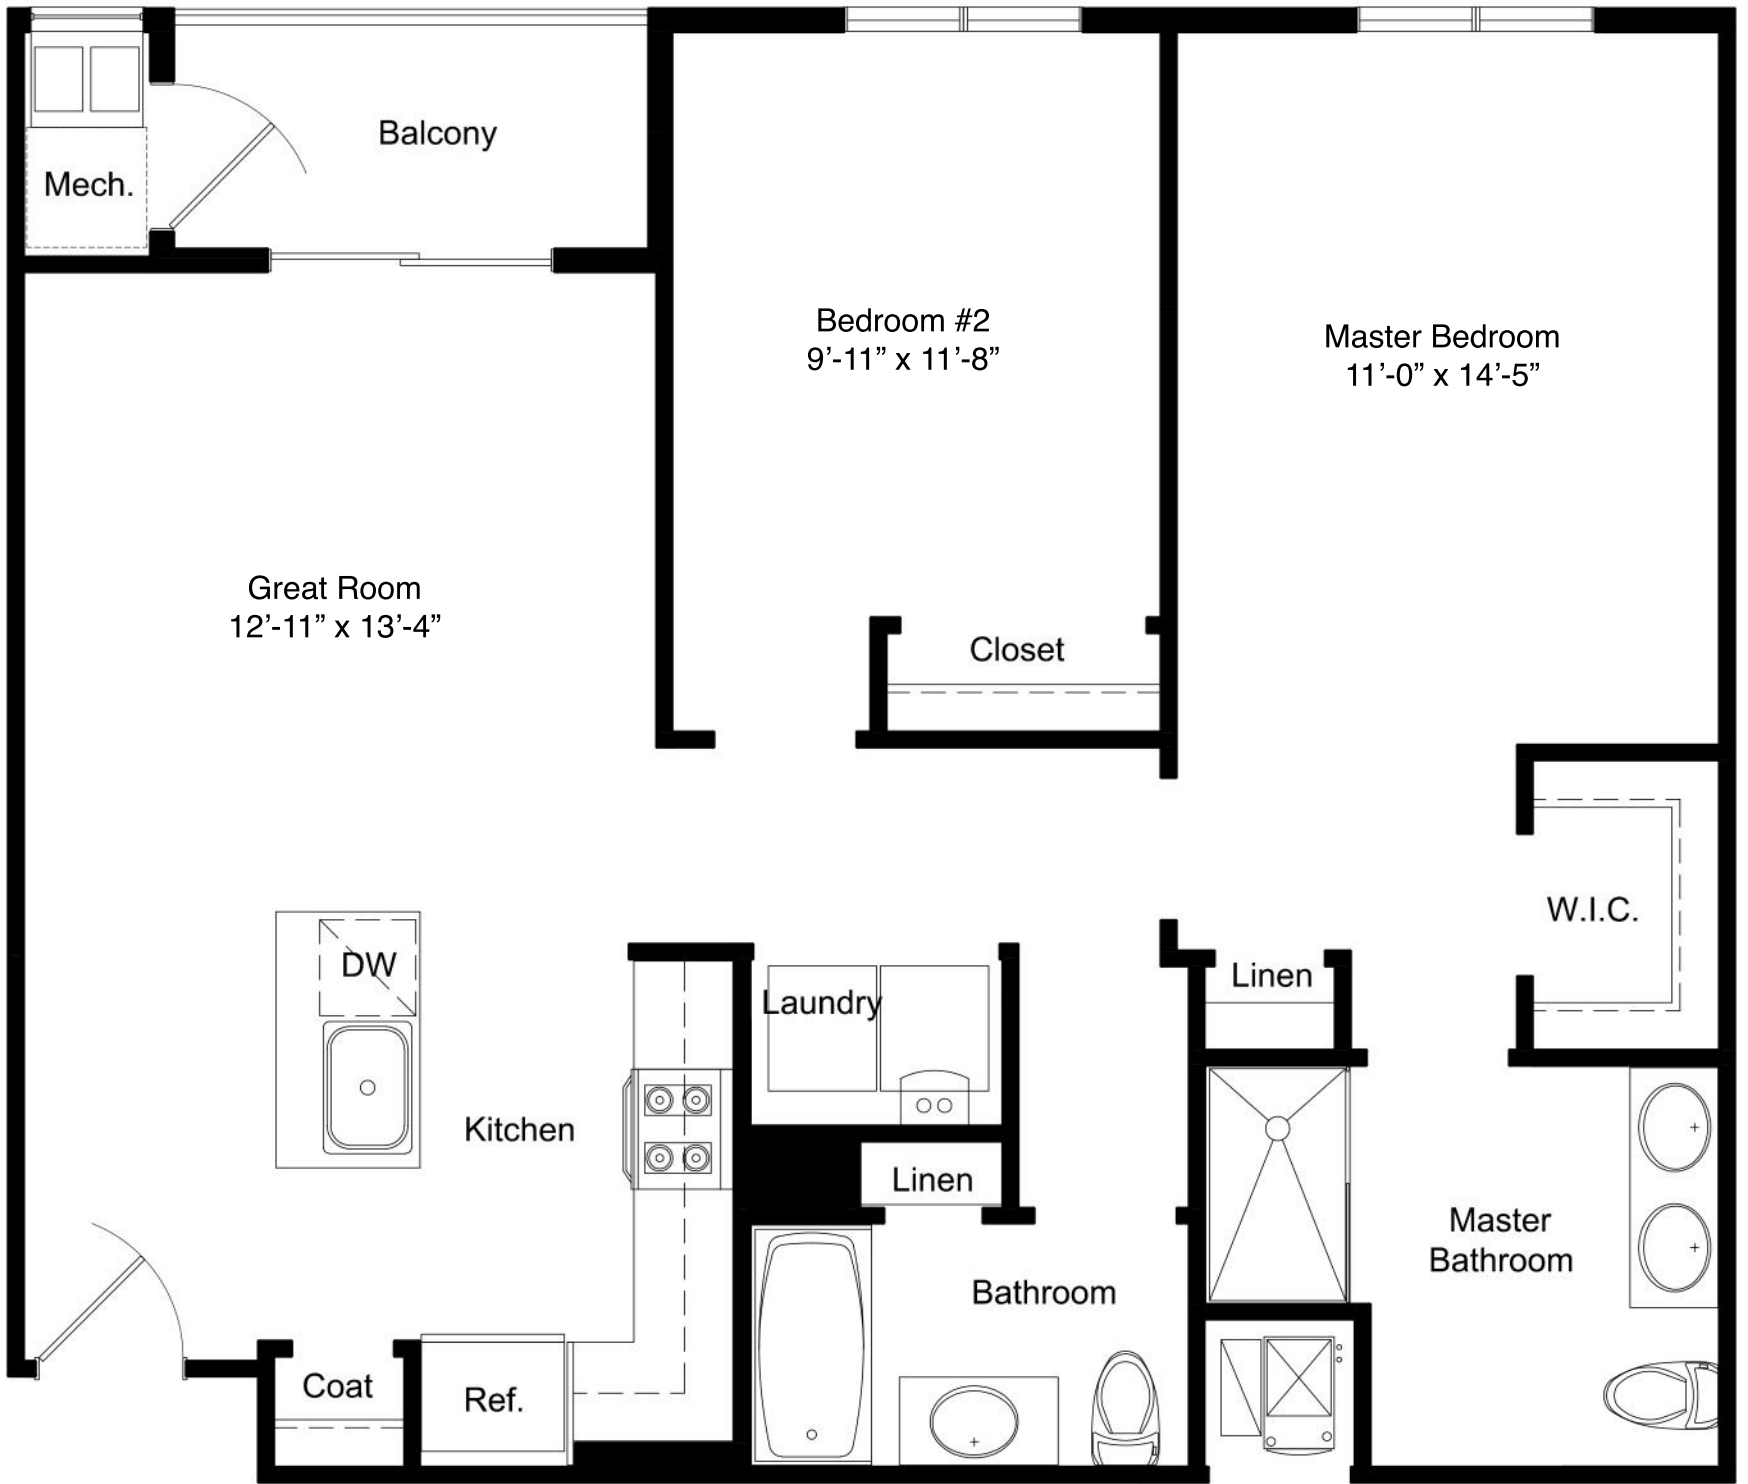 Balcony
Mech.
Bedroom #2
9’-11” x 11’-8”
Master Bedroom
11’-0” x 14’-5”
Great Room
12’-11” x 13’-4”
Closet
W.I.C.
DW
Linen
Laundry
Kitchen
Linen
Master
Bathroom
Bathroom
Coat
Ref.